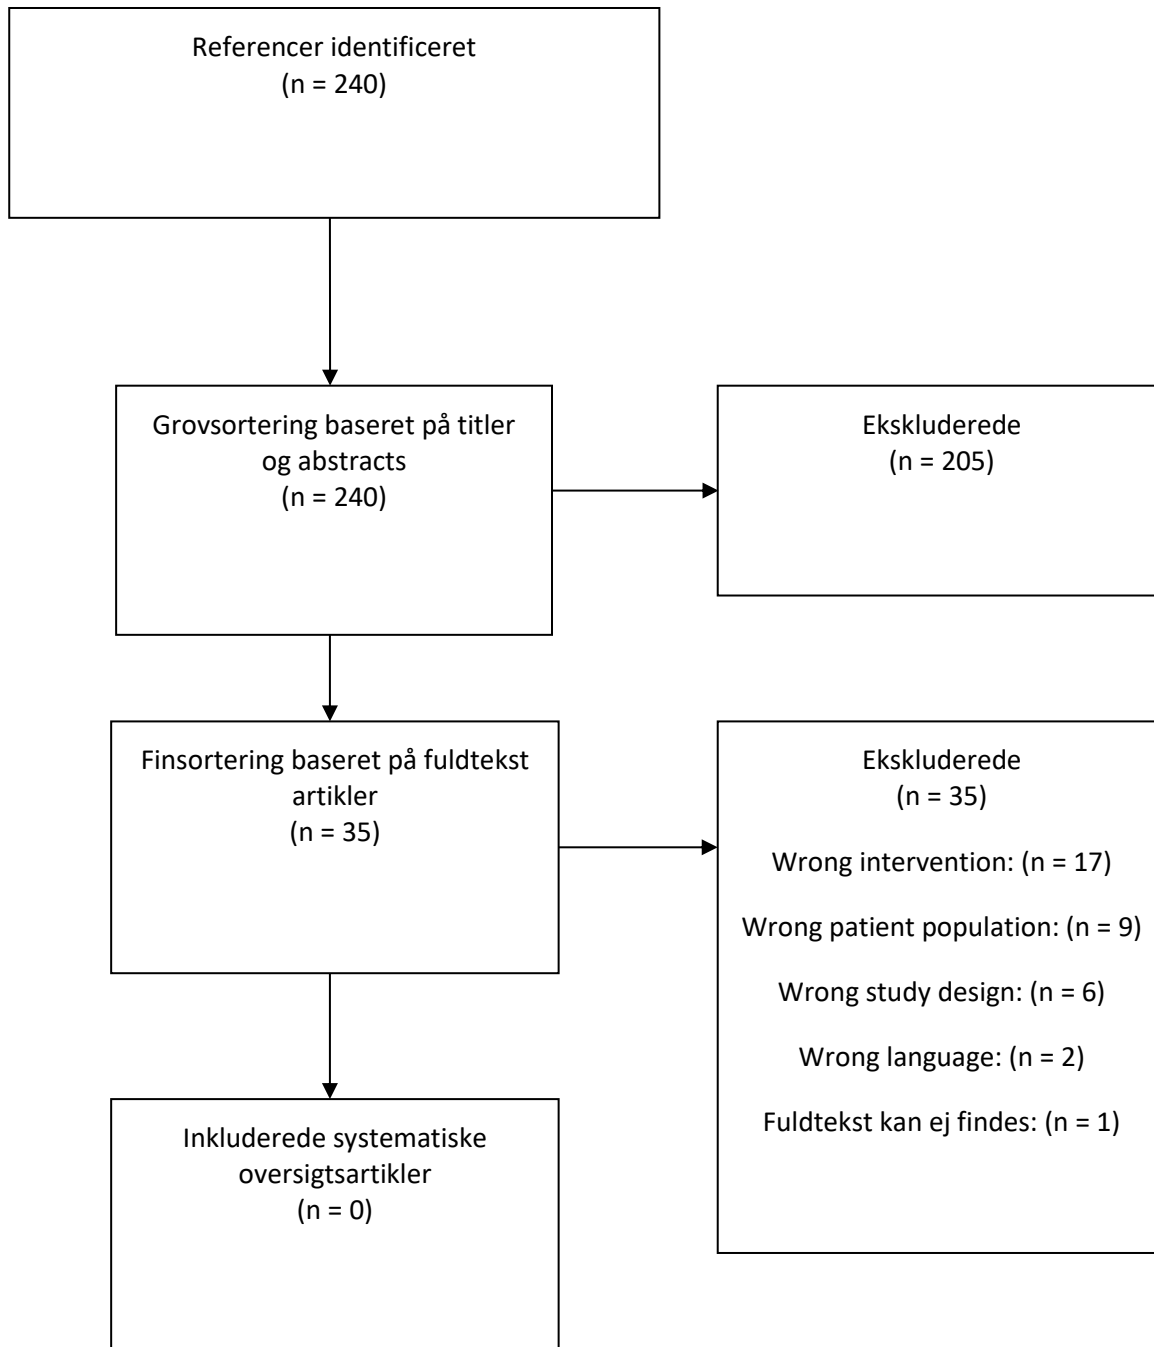 Referencer identificeret
(n = 240)
Grovsortering baseret på titler
og abstracts
(n = 240)
Ekskluderede
(n = 205)
Finsortering baseret på fuldtekst
artikler
(n = 35)
Ekskluderede
(n = 35)
Wrong intervention: (n = 17)
Wrong patient population: (n = 9)
Wrong study design: (n = 6)
Wrong language: (n = 2)
Fuldtekst kan ej findes: (n = 1)
Inkluderede systematiske
oversigtsartikler
(n = 0)